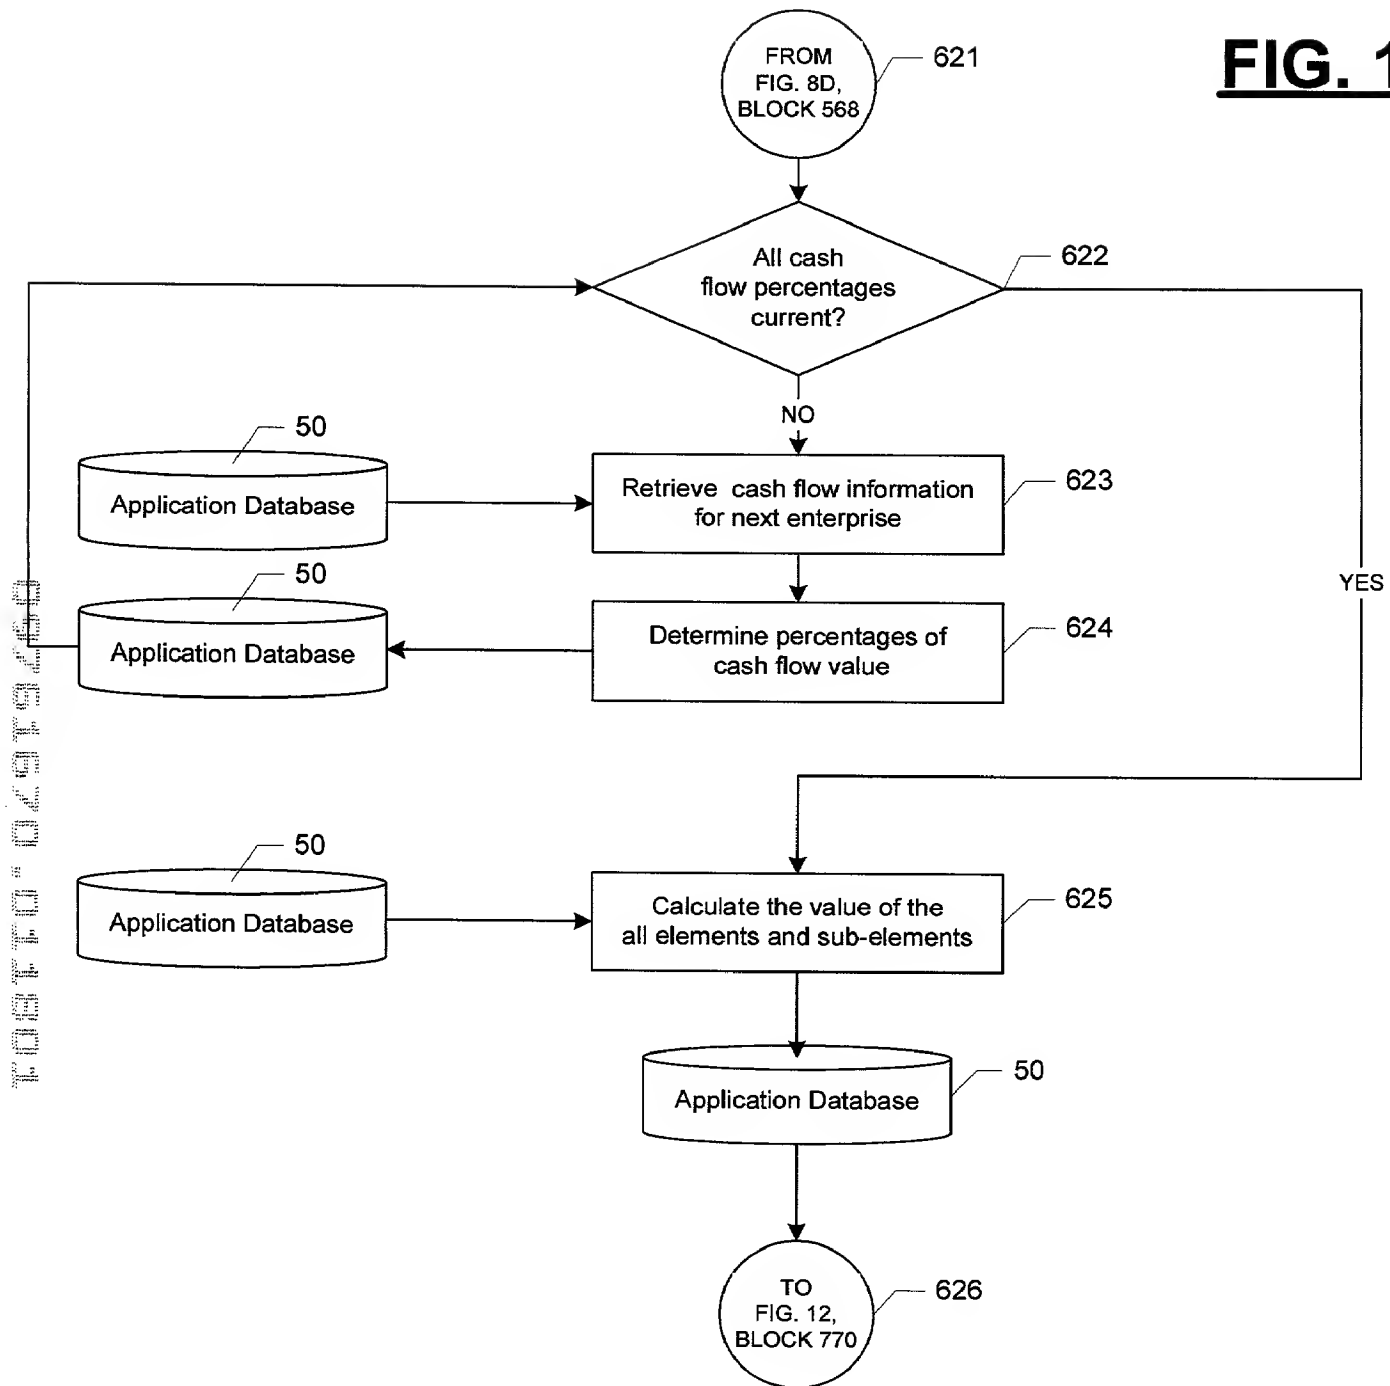 FROM
FIG. 8D,
BLOCK 568
621
FIG. 1
All cash
flow percentages
current?
622
NO
YES
50
Application Database
Retrieve cash flow information
for next enterprise
623
50
Application Database
Determine percentages of
cash flow value
624
50
Application Database
Calculate the value of the
all elements and sub-elements
625
Application Database
50
TO
FIG. 12,
BLOCK 770
626